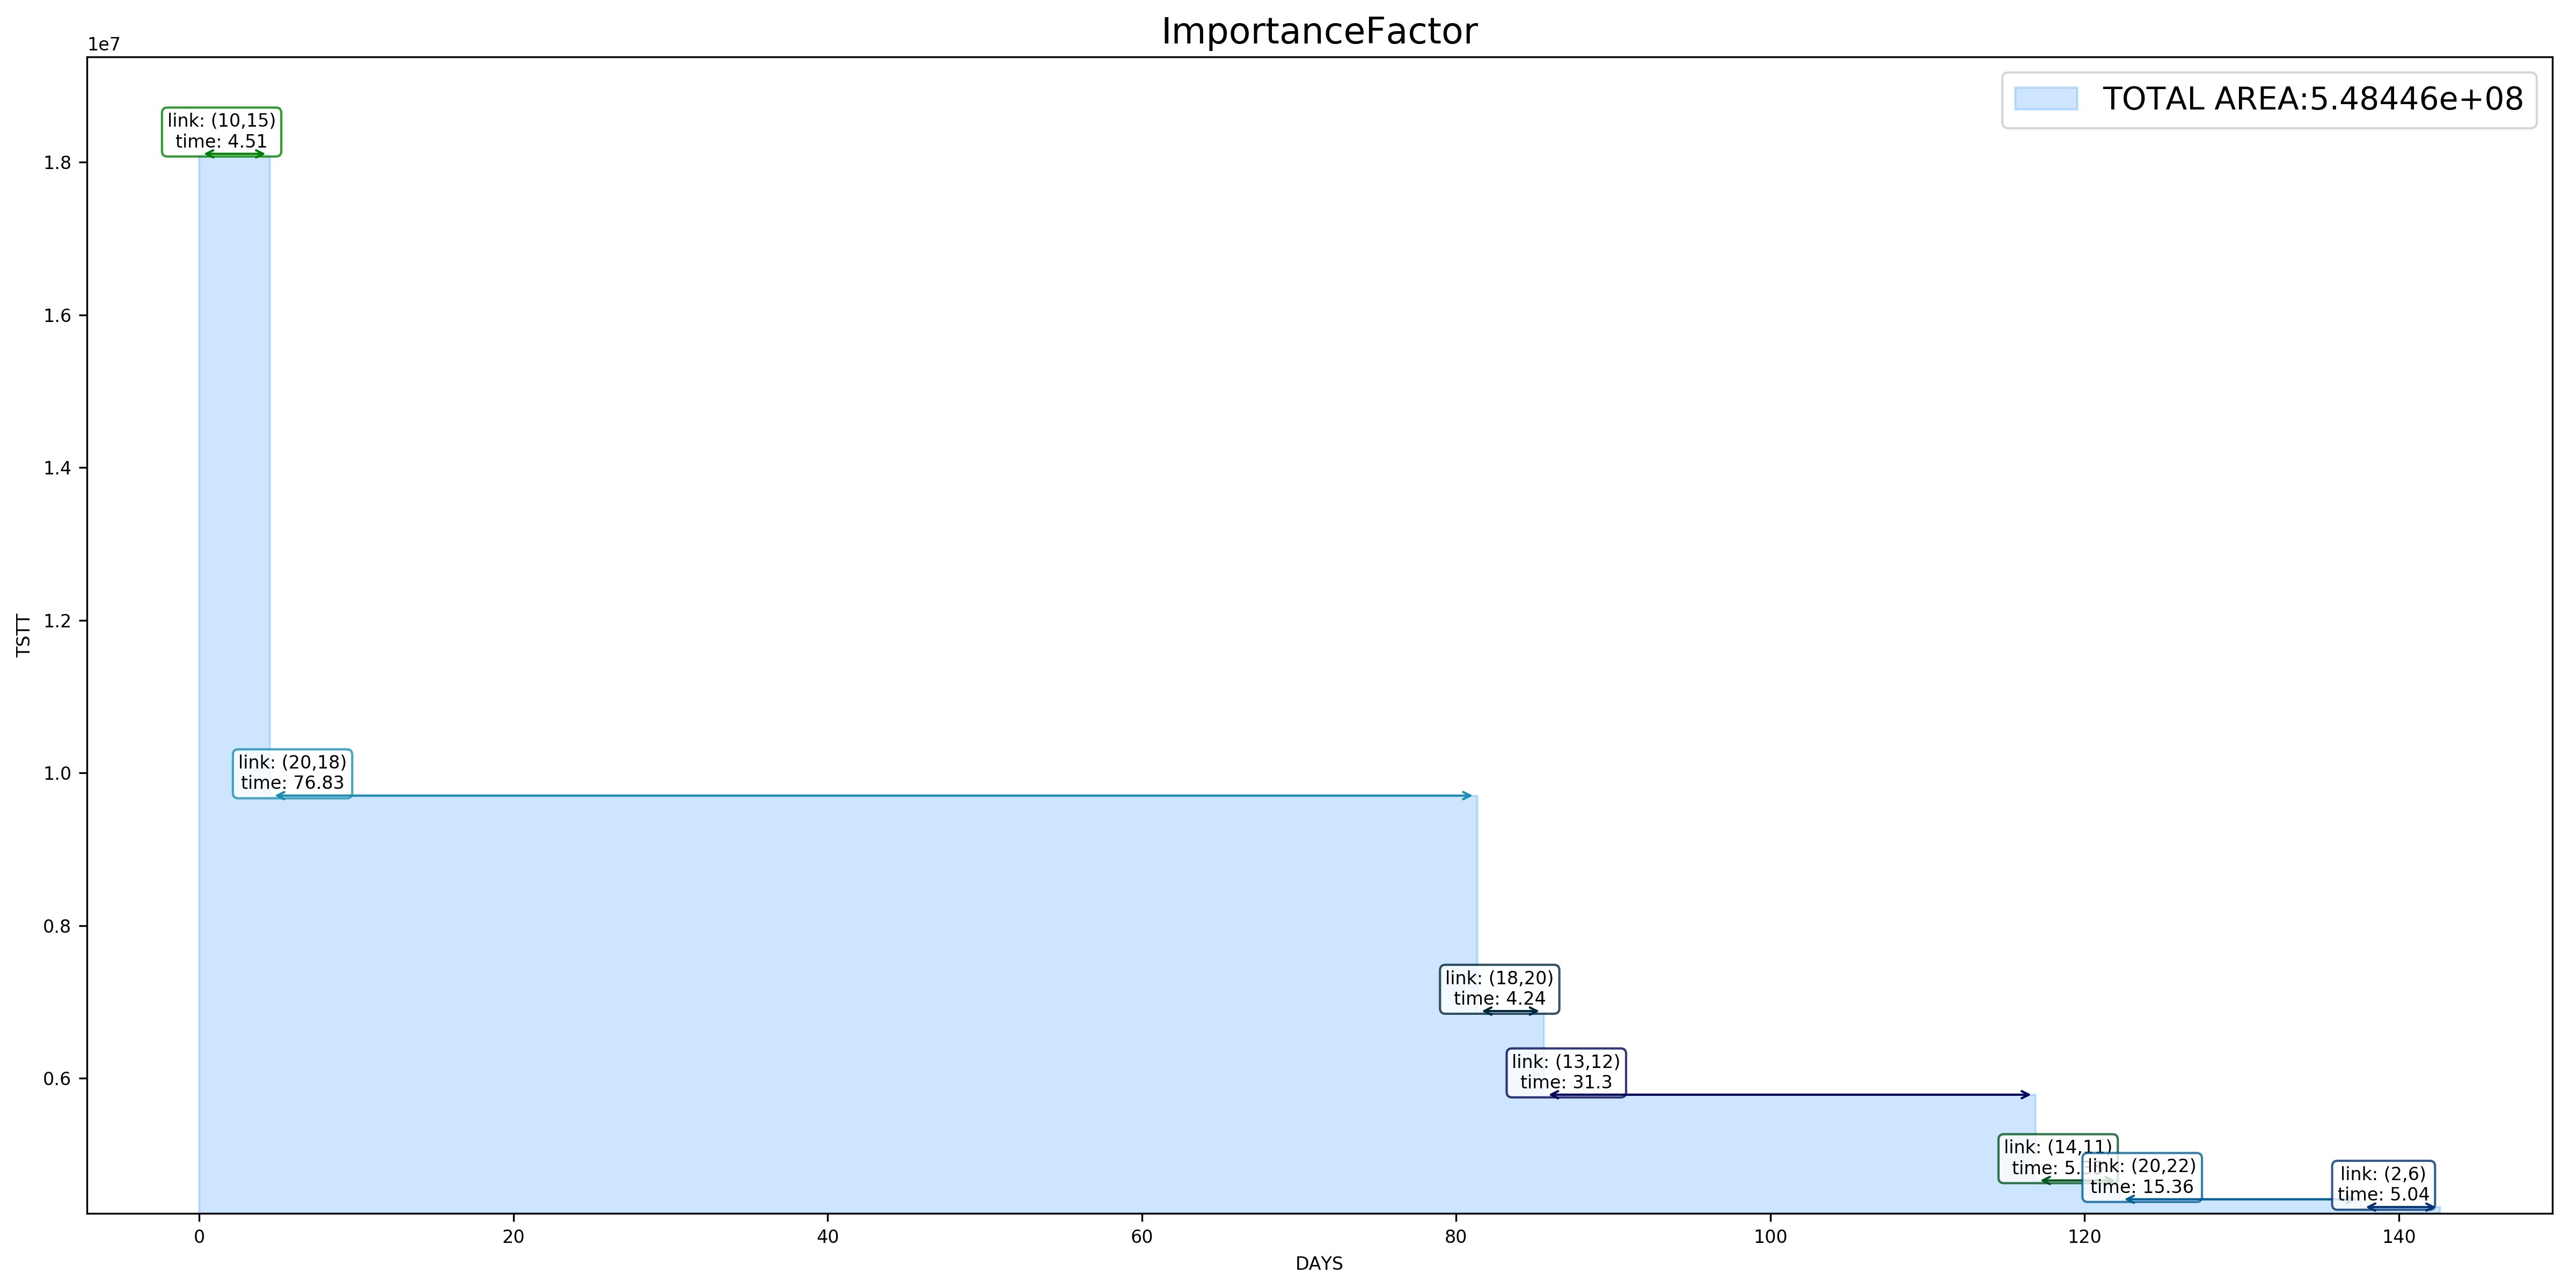 ImportanceFactor
1e7
TOTAL AREA:5.48446e+08
link: (10,15)
time: 4.51
link: (20,18)
time: 76.83
link: (18,20)
time: 4.24
link: (13,12)
time: 31.3
link: (14,11)
time: 5.
link: (20,22)
time: 15.36
link: (2,6)
time: 5.04
TSTT
1.8
1.6
1.4
1.2
1.0
0.8
0.6
0 20 40 60 80 100 120 140
DAYS